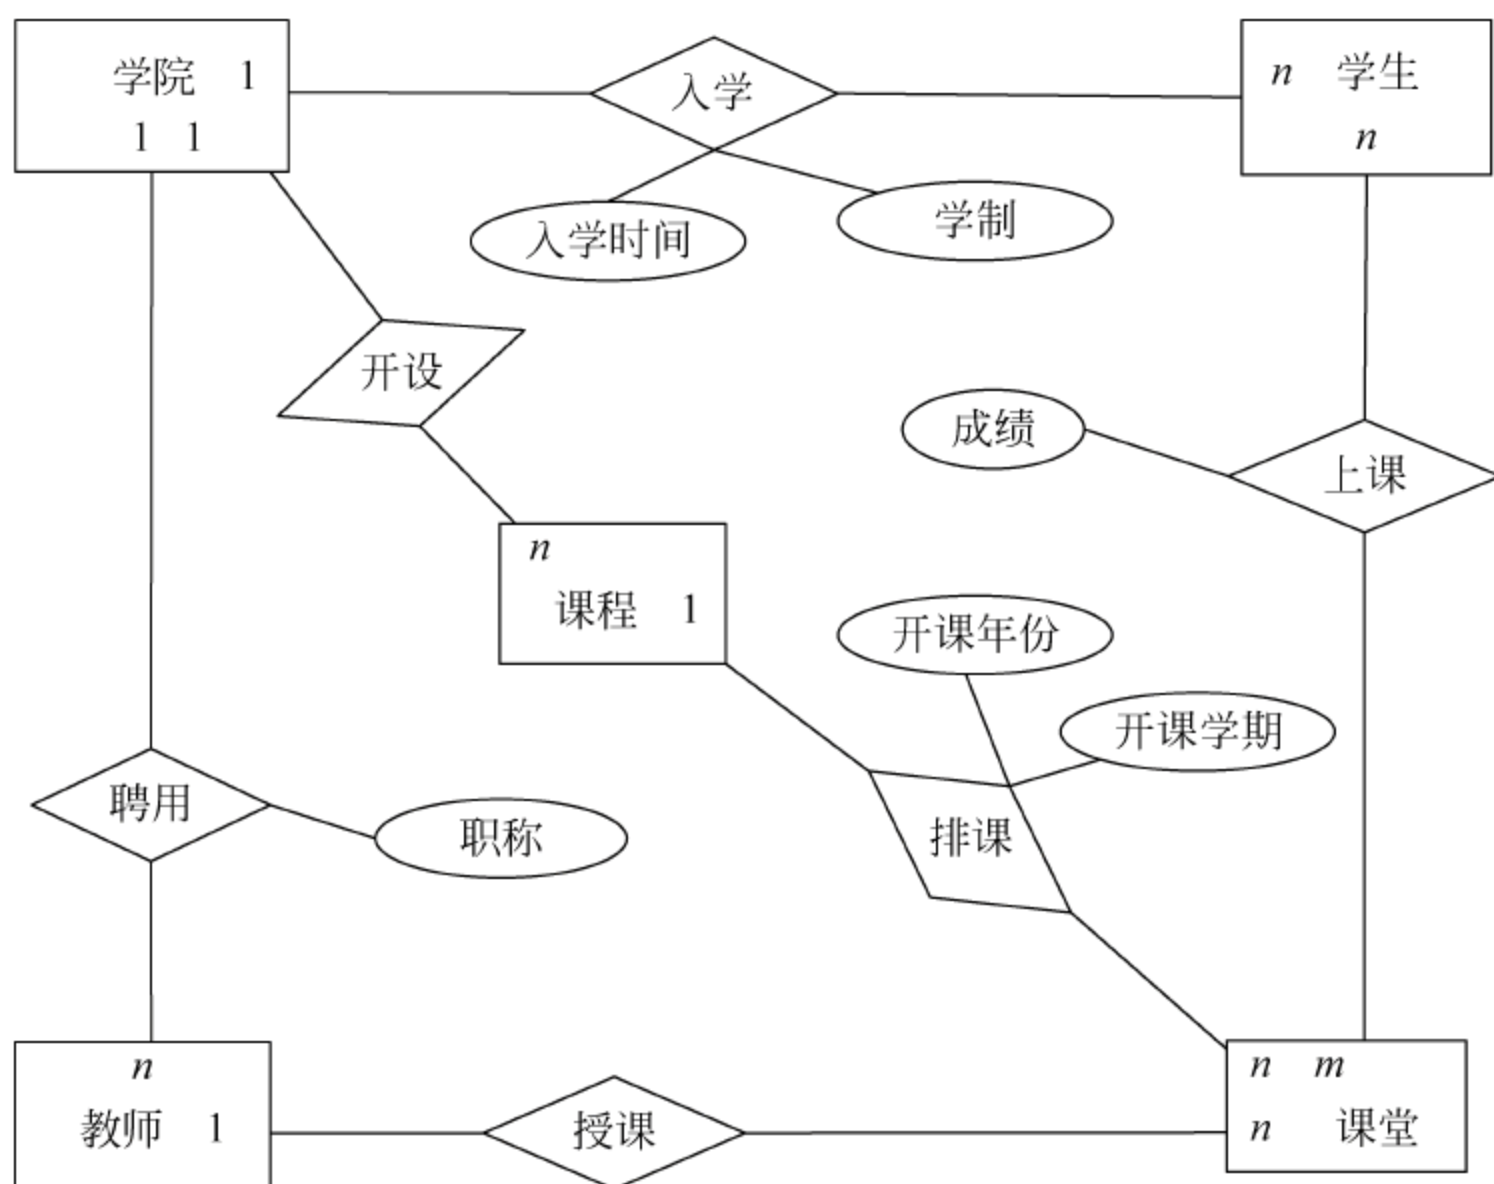 学院 1
1 1
入学
n 学生
n
入学时间
学制
开设
成绩
上课
n
课程 1
开课年份
开课学期
聘用
职称
排课
n
教师 1
授课
n m
n 课堂